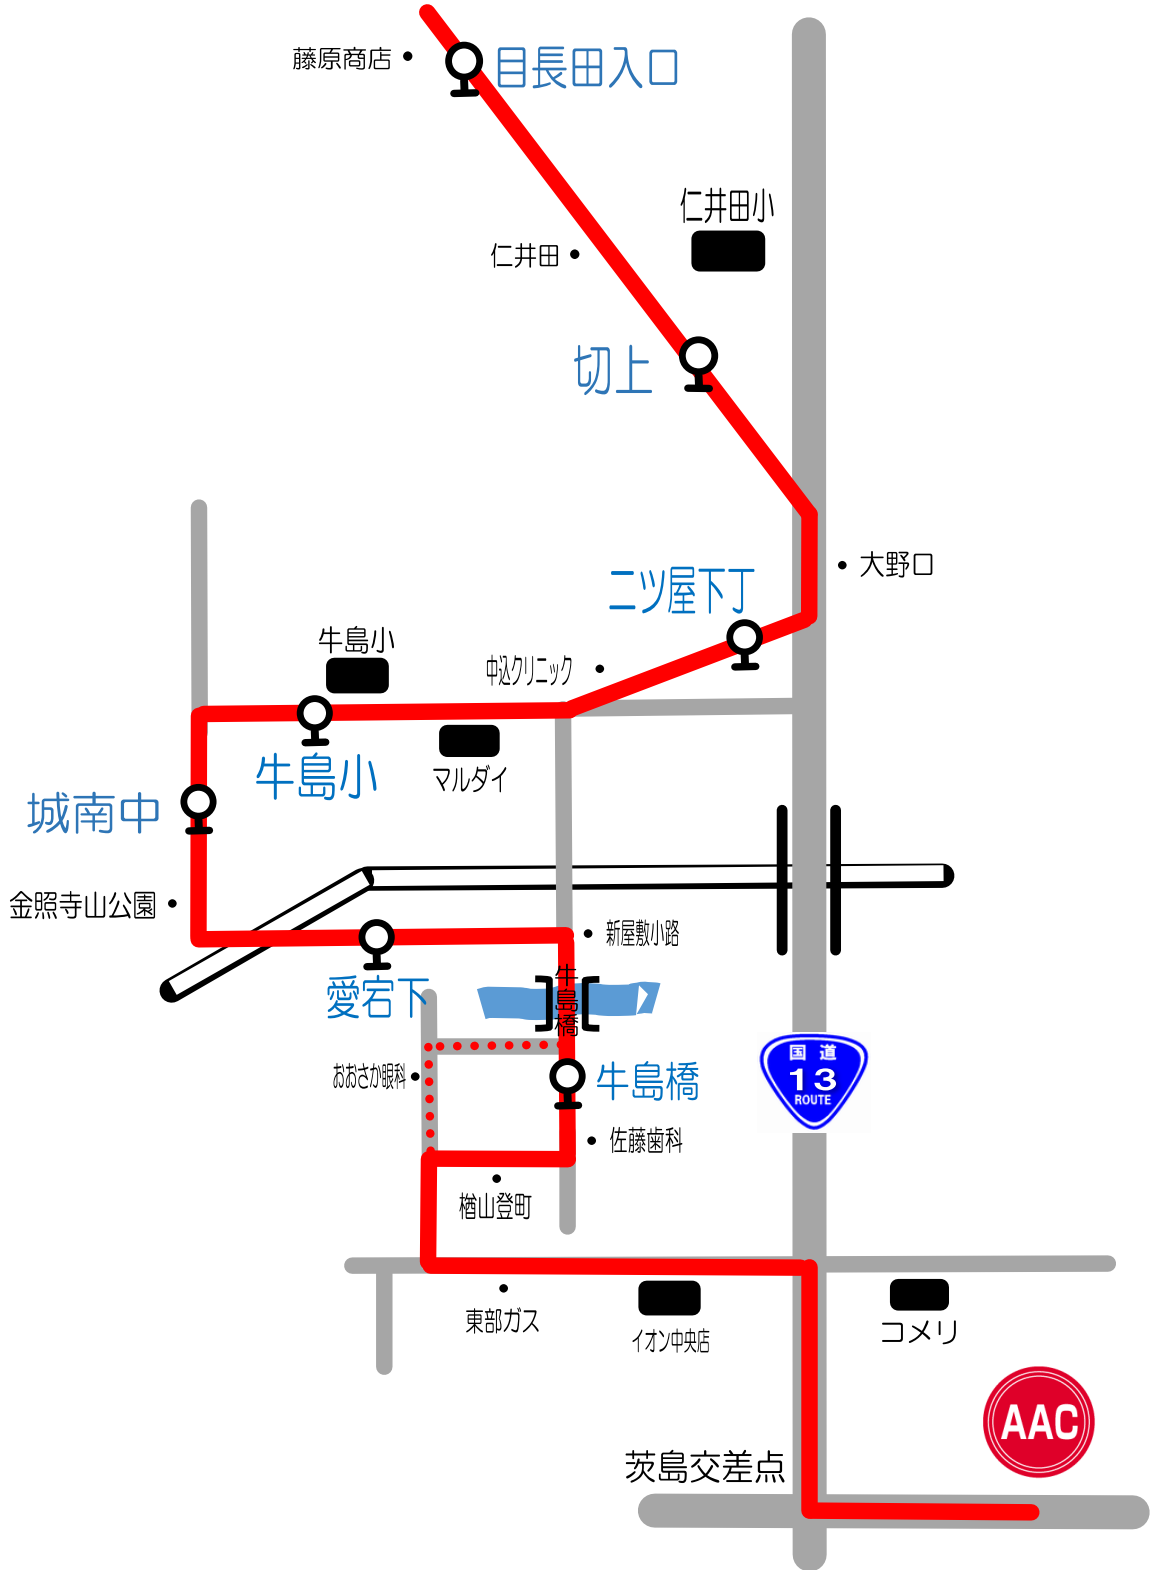 藤原商店
目長田入口
仁井田小
仁井田
切上
大野口
二ツ屋下丁
牛島小
中込クリニック
牛島小
マルダイ
城南中
金照寺山公園
新屋敷小路
愛宕下
牛島橋
おおさか眼科
牛島橋
国道
13
ROUTE
佐藤歯科
楢山登町
東部ガス
イオン中央店
コメリ
AAC
茨島交差点